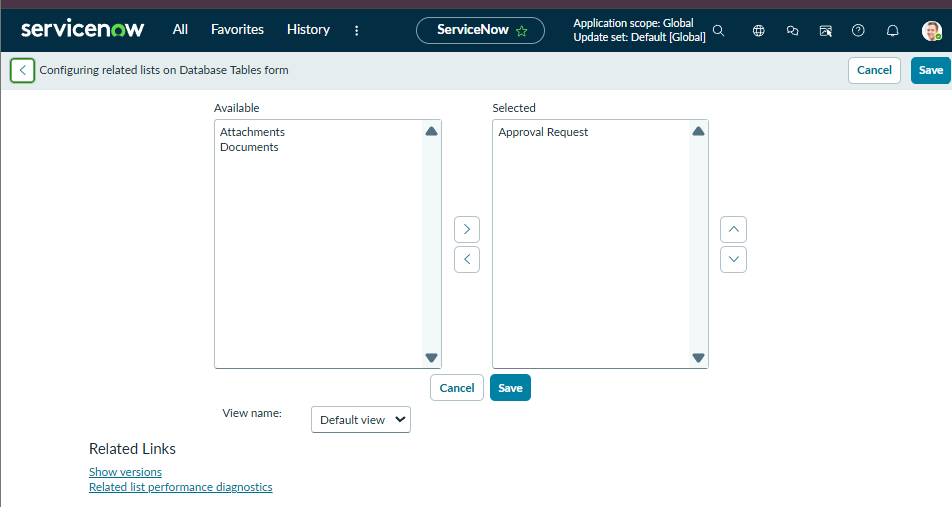 servicenow All Favorites History ServiceNow Application scope: Global
Update set: Default [Global]
Configuring related lists on Database Tables form Cancel Save
Available Selected
Attachments Approval Request
Documents
Cancel Save
View name: Default view
Related Links
Show versions
Related list performance diagnostics